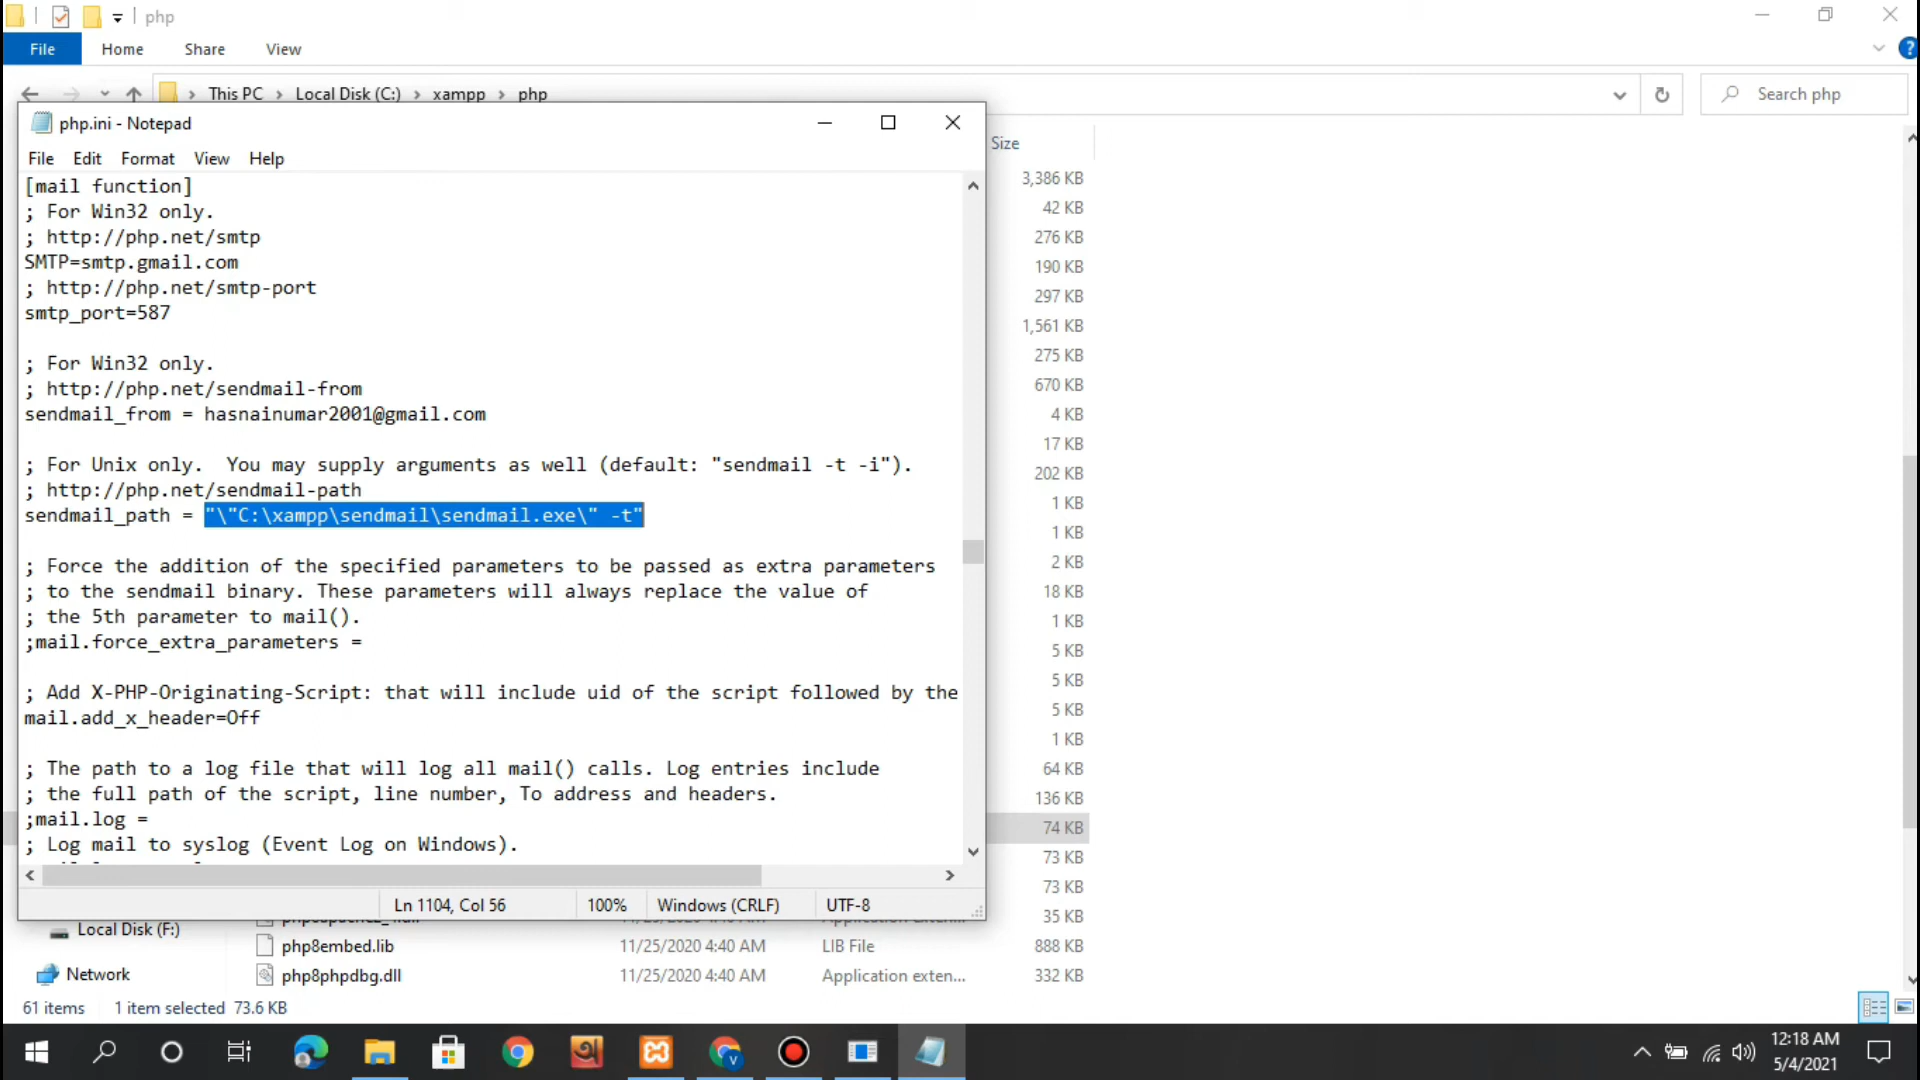 php
File
Home
Share
View
This PC
Local Disk (C:)
xampp
php
Search php
php.ini - Notepad
File
Edit
Format
View
Help
Size
[mail function]
; For Win32 only.
; http://php.net/smtp
SMTP=smtp.gmail.com
; http://php.net/smtp-port
smtp_port=587
; For Win32 only.
; http://php.net/sendmail-from
sendmail_from = hasnainumar2001@gmail.com
; For Unix only.  You may supply arguments as well (default: "sendmail -t -i").
; http://php.net/sendmail-path
sendmail_path = "\"C:\xampp\sendmail\sendmail.exe\" -t"
; Force the addition of the specified parameters to be passed as extra parameters
; to the sendmail binary. These parameters will always replace the value of
; the 5th parameter to mail().
;mail.force_extra_parameters =
; Add X-PHP-Originating-Script: that will include uid of the script followed by the
mail.add_x_header=Off
; The path to a log file that will log all mail() calls. Log entries include
; the full path of the script, line number, To address and headers.
;mail.log =
; Log mail to syslog (Event Log on Windows).
Ln 1104, Col 56
100%
Windows (CRLF)
UTF-8
3,386 KB
42 KB
276 KB
190 KB
297 KB
1,561 KB
275 KB
670 KB
4 KB
17 KB
202 KB
1 KB
1 KB
2 KB
18 KB
1 KB
5 KB
5 KB
5 KB
1 KB
64 KB
136 KB
74 KB
73 KB
73 KB
35 KB
Local Disk (F:)
php8embed.lib 11/25/2020 4:40 AM LIB File 888 KB
Network
php8phpdbg.dll 11/25/2020 4:40 AM Application exten... 332 KB
61 items
1 item selected 73.6 KB
12:18 AM
5/4/2021